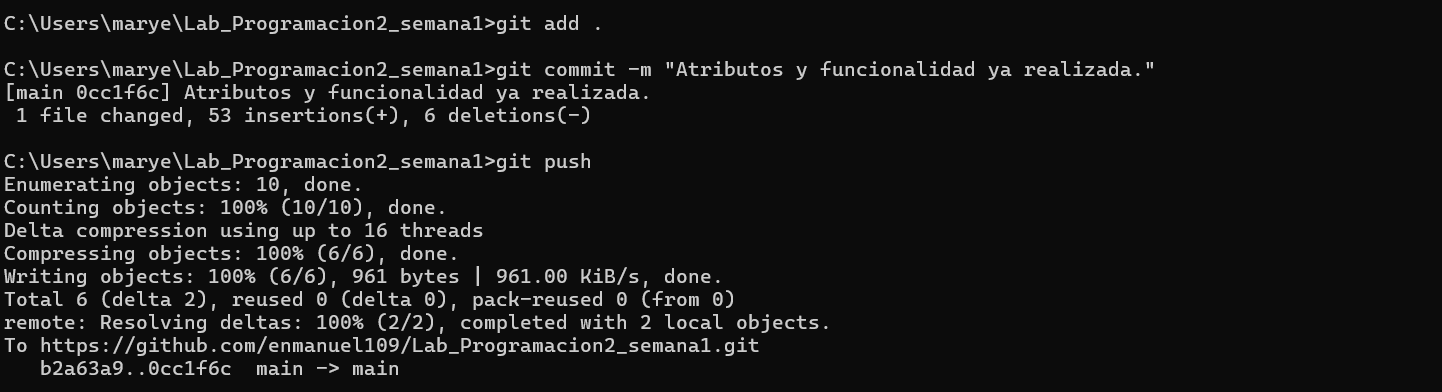 C:\Users\marye\Lab_Programacion2_semana1>git add .
C:\Users\marye\Lab_Programacion2_semana1>git commit -m "Atributos y funcionalidad ya realizada."
[main 0cc1f6c] Atributos y funcionalidad ya realizada.
 1 file changed, 53 insertions(+), 6 deletions(-)
C:\Users\marye\Lab_Programacion2_semana1>git push
Enumerating objects: 10, done.
Counting objects: 100% (10/10), done.
Delta compression using up to 16 threads
Compressing objects: 100% (6/6), done.
Writing objects: 100% (6/6), 961 bytes | 961.00 KiB/s, done.
Total 6 (delta 2), reused 0 (delta 0), pack-reused 0 (from 0)
remote: Resolving deltas: 100% (2/2), completed with 2 local objects.
To https://github.com/enmanuel109/Lab_Programacion2_semana1.git
   b2a63a9..0cc1f6c  main -> main